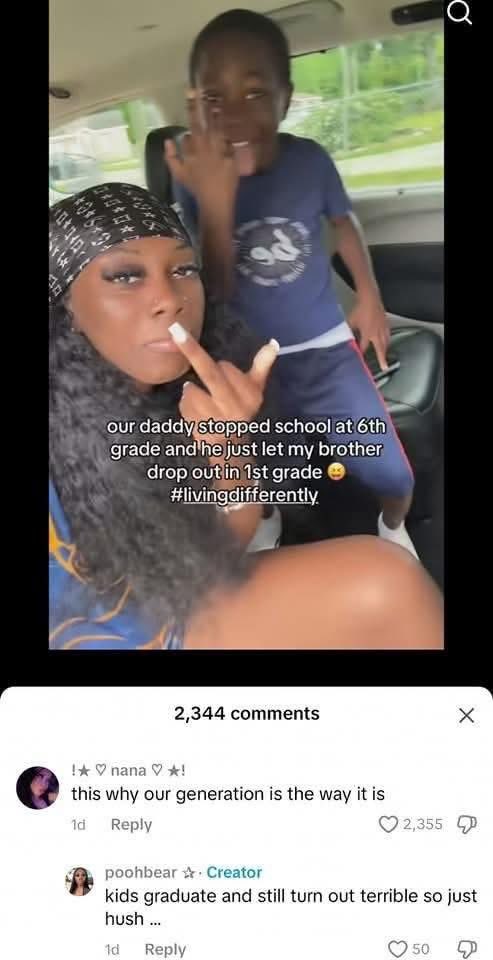 our daddy stopped school at 6th
grade and he just let my brother
drop out in 1st grade 😝
#livingdifferently
2,344 comments
!★ ♡ nana ♡ ★!
this why our generation is the way it is
1d Reply 2,355
poohbear ☆ · Creator
kids graduate and still turn out terrible so just
hush ...
1d Reply 50